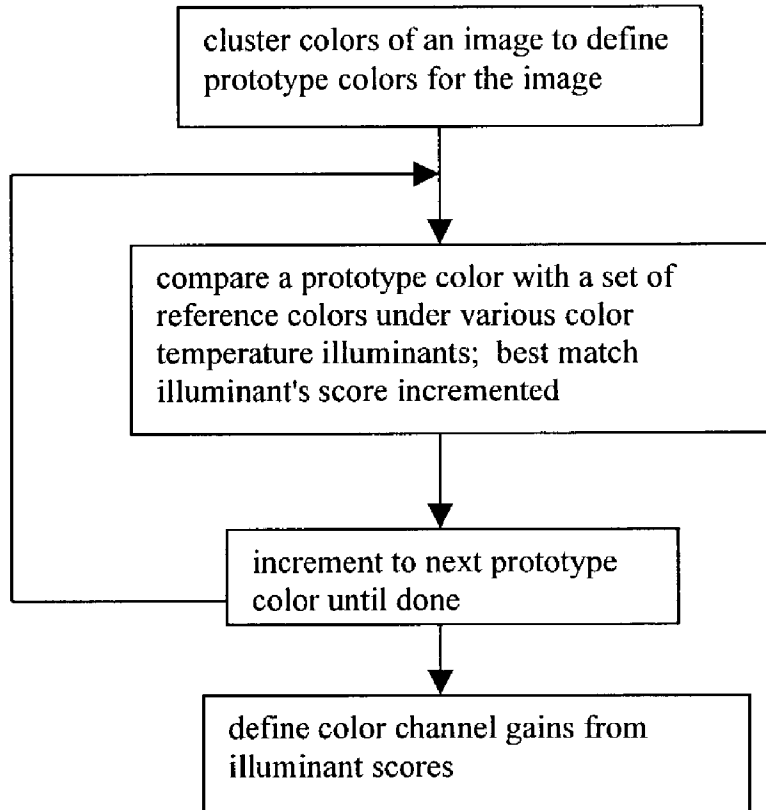 cluster colors of an image to define
prototype colors for the image
compare a prototype color with a set of
reference colors under various color
temperature illuminants; best match
illuminant's score incremented
increment to next prototype
color until done
define color channel gains from
illuminant scores